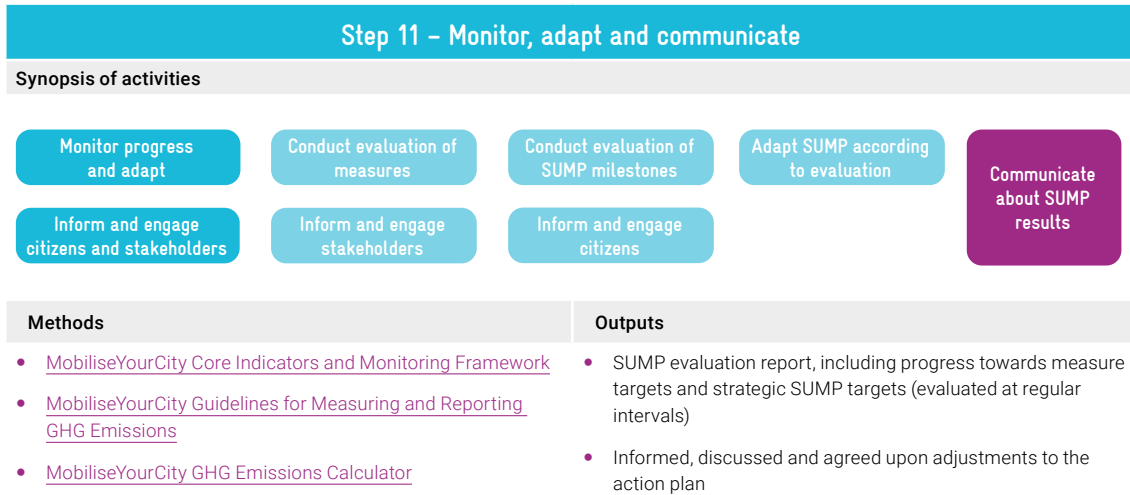 Step 11 – Monitor, adapt and communicate
Synopsis of activities
Monitor progress
and adapt
Conduct evaluation of
measures
Conduct evaluation of
SUMP milestones
Adapt SUMP according
to evaluation
Communicate
about SUMP
results
Inform and engage
citizens and stakeholders
Inform and engage
stakeholders
Inform and engage
citizens
Methods
• MobiliseYourCity Core Indicators and Monitoring Framework
• MobiliseYourCity Guidelines for Measuring and Reporting
GHG Emissions
• MobiliseYourCity GHG Emissions Calculator
Outputs
• SUMP evaluation report, including progress towards measure
targets and strategic SUMP targets (evaluated at regular
intervals)
• Informed, discussed and agreed upon adjustments to the
action plan